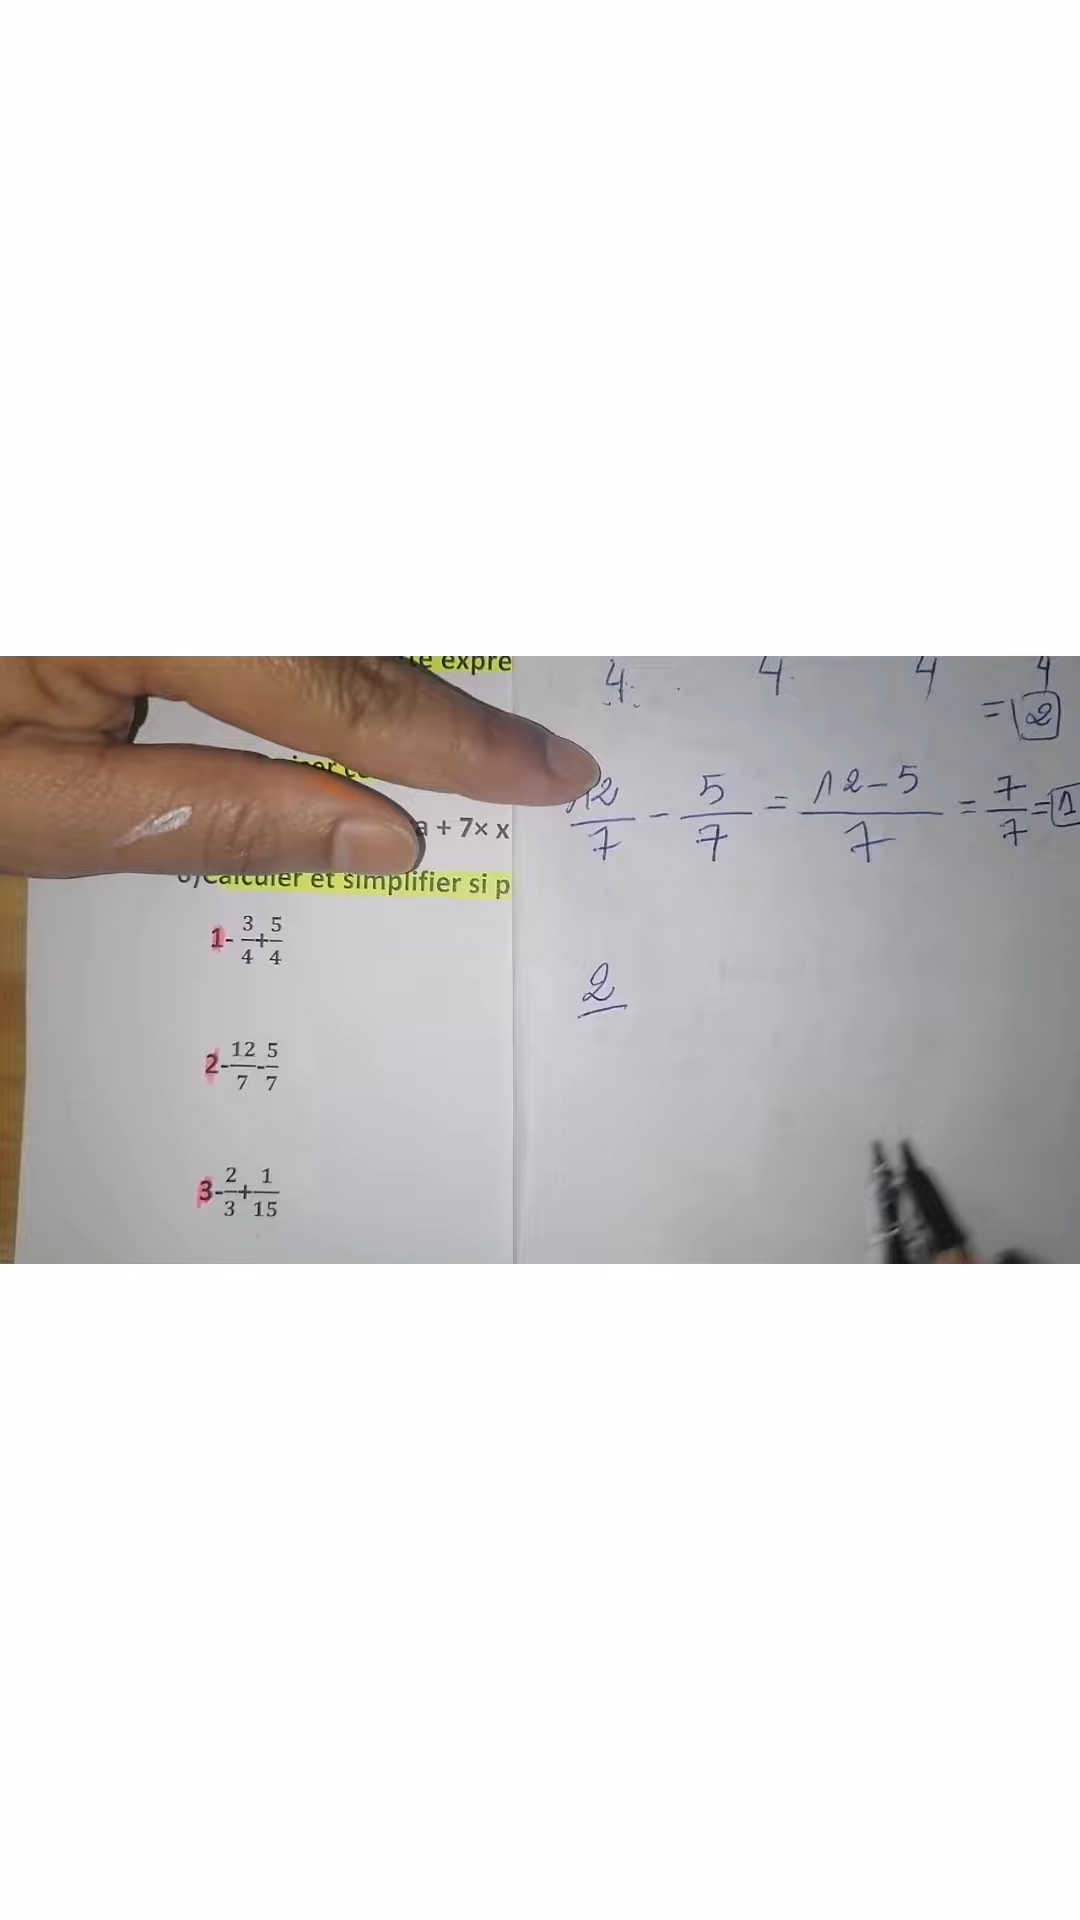 expre
a + 7× x
Calculer et simplifier si p
1- 3/4+5/4
2-12/7-5/7
3-2/3+1/15
4 4 4 4
= 2
12/7 - 5/7 = 12-5/7 = 7/7 = 1
2